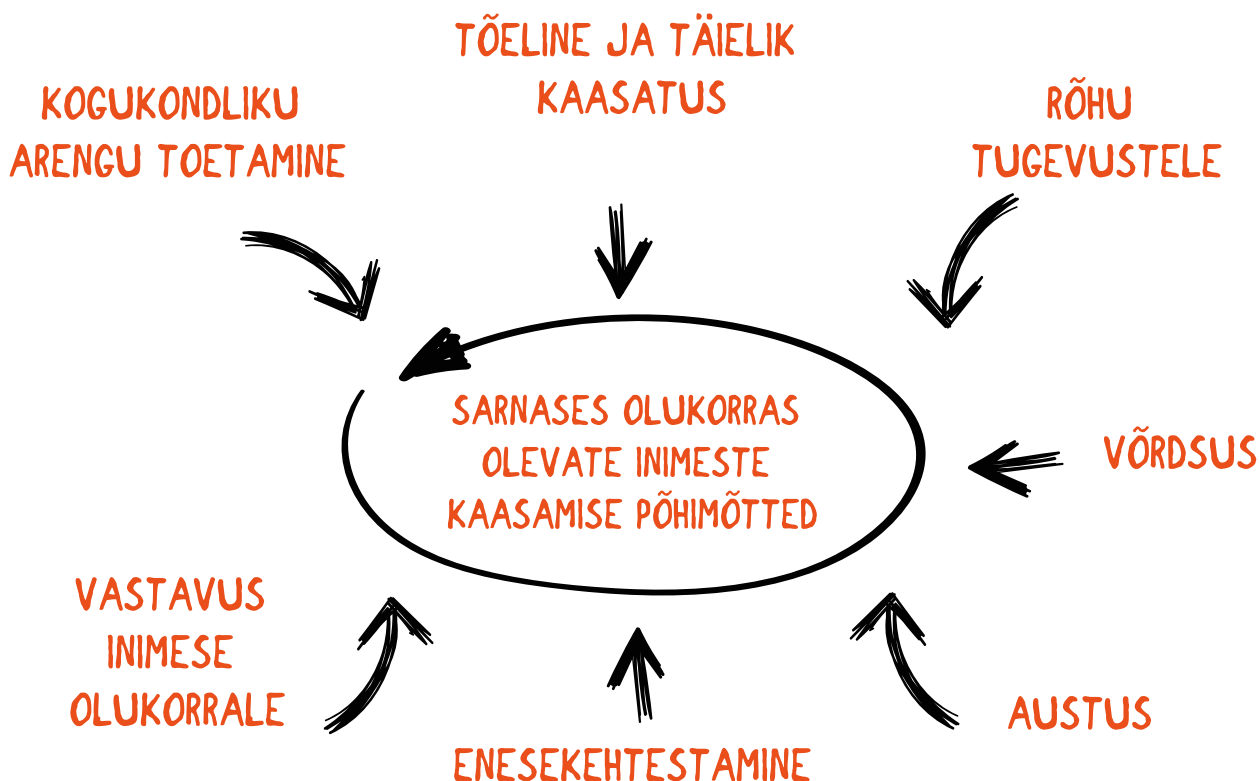 TÕELINE JA TÄIELIK
KAASATUS
KOGUKONDLIKU
ARENGU TOETAMINE
RÕHU
TUGEVUSTELE
SARNASES OLUKORRAS
OLEVATE INIMESTE
KAASAMISE PÕHIMÕTTED
VÕRDSUS
VASTAVUS
INIMESE
OLUKORRALE
ENESEKEHTESTAMINE
AUSTUS